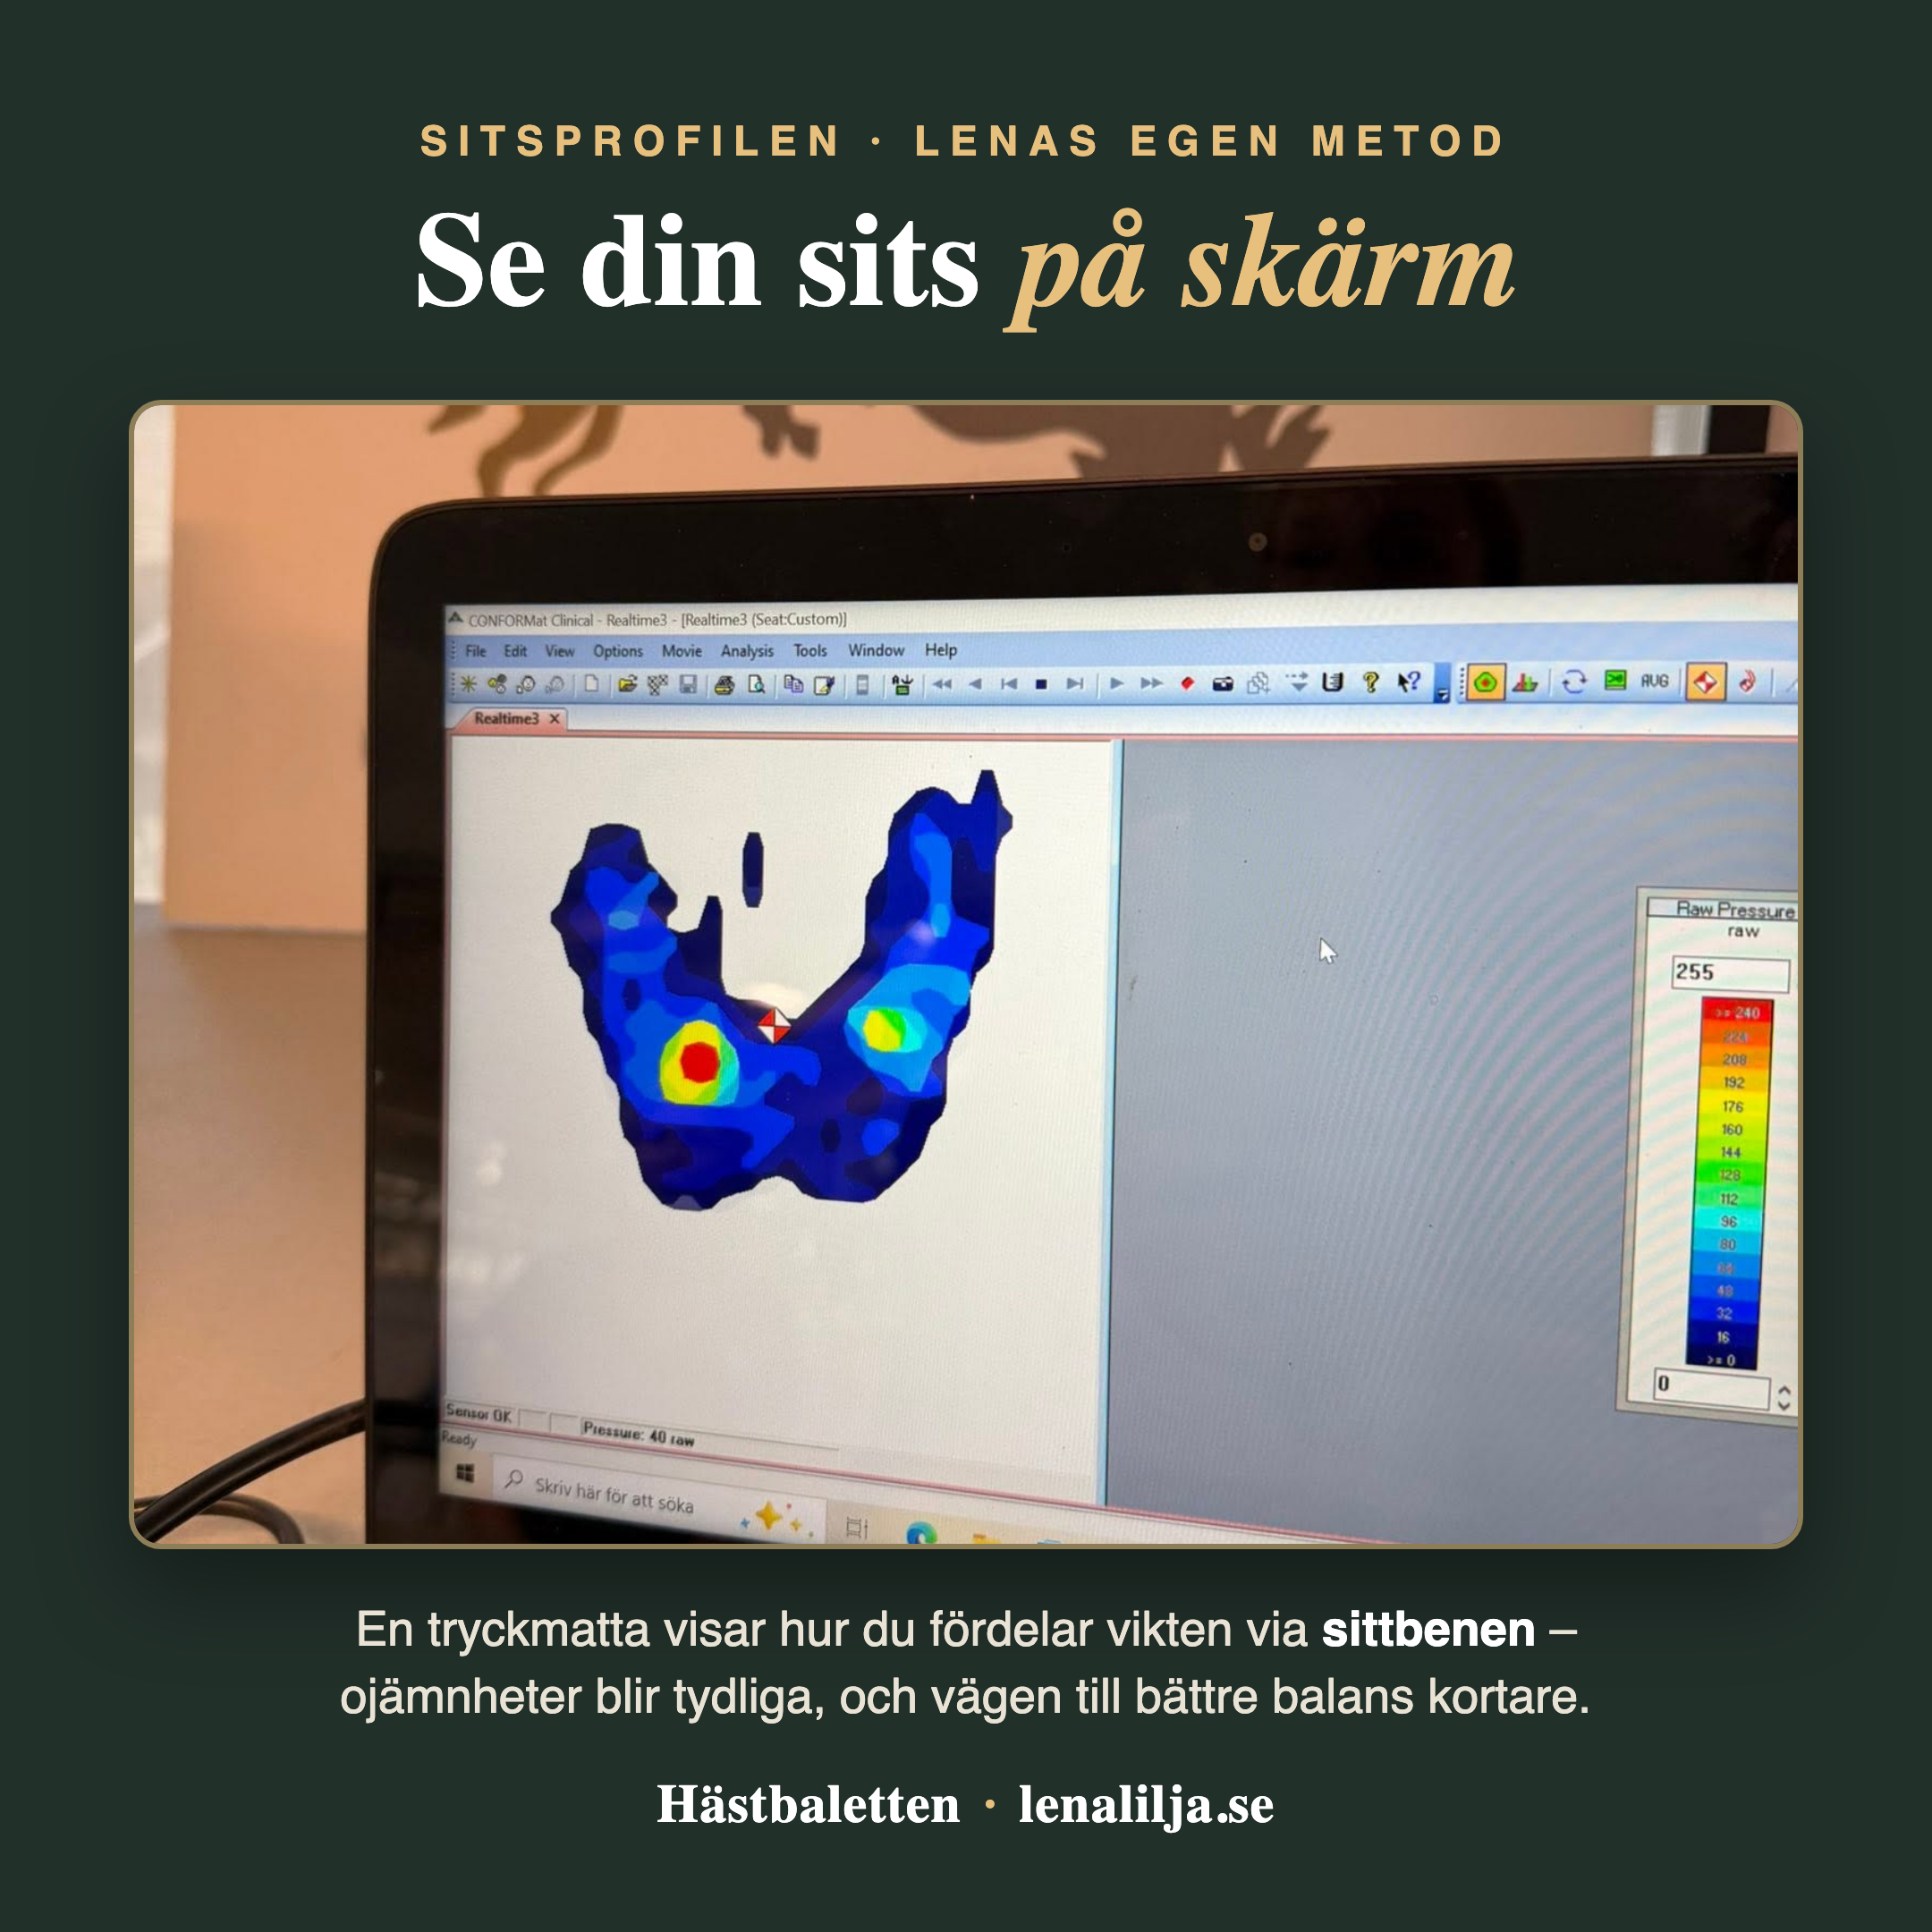 SITSPROFILEN · LENAS EGEN METOD
Se din sits på skärm
CONFORMat Clinical - Realtime3 - [Realtime3 (Seat:Custom)]
File Edit View Options Movie Analysis Tools Window Help
AVG
Realtime3
Raw Pressure
raw
255
>= 240
224
208
192
176
160
144
128
112
96
80
64
48
32
16
>= 0
0
Sensor OK
Pressure: 40 raw
Ready
Skriv här för att söka
En tryckmatta visar hur du fördelar vikten via sittbenen –
ojämnheter blir tydliga, och vägen till bättre balans kortare.
Hästbaletten · lenalilja.se